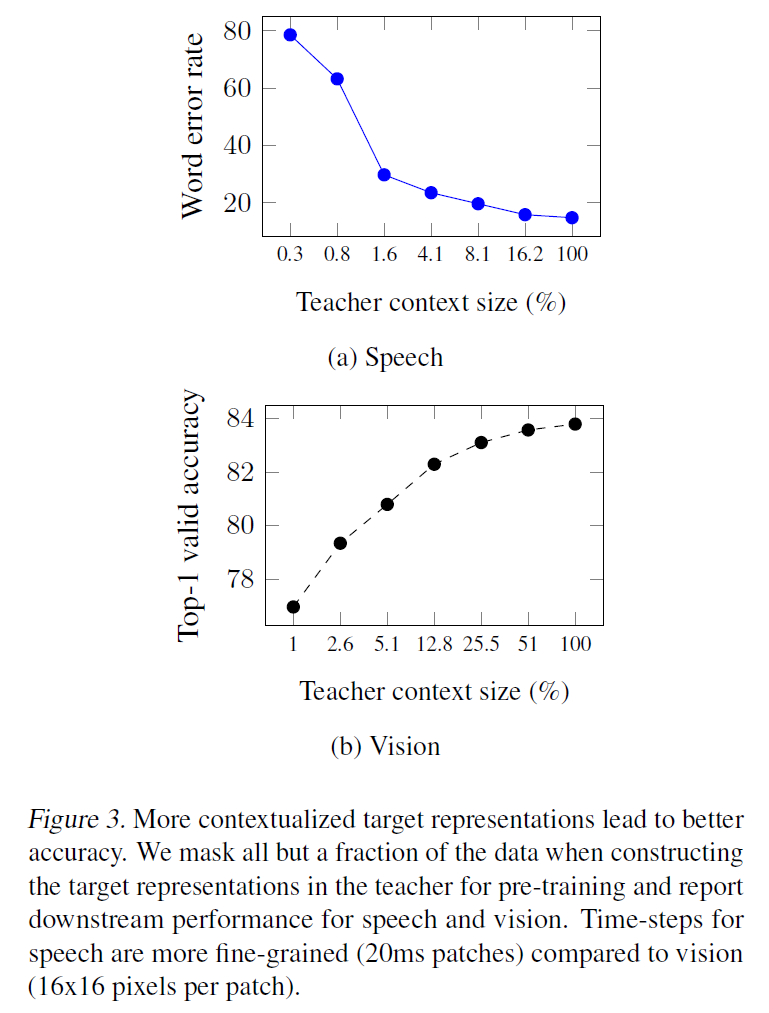 80
60
40
20
Word error rate
0.3 0.8 1.6 4.1 8.1 16.2 100
Teacher context size (%)
(a) Speech
84
82
80
78
Top-1 valid accuracy
1 2.6 5.1 12.8 25.5 51 100
Teacher context size (%)
(b) Vision
Figure 3. More contextualized target representations lead to better
accuracy. We mask all but a fraction of the data when constructing
the target representations in the teacher for pre-training and report
downstream performance for speech and vision. Time-steps for
speech are more fine-grained (20ms patches) compared to vision
(16x16 pixels per patch).